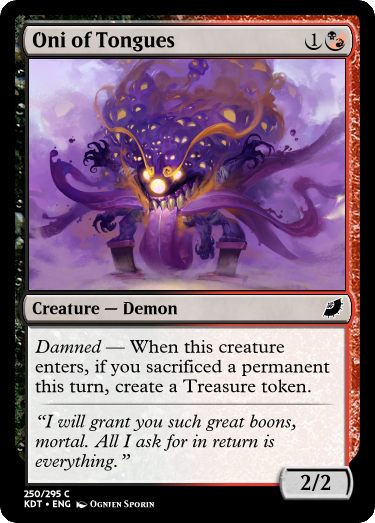 Oni of Tongues 1
Creature — Demon
Damned — When this creature
enters, if you sacrificed a permanent
this turn, create a Treasure token.
“I will grant you such great boons,
mortal. All I ask for in return is
everything.”
2/2
250/295 C
KDT • ENG Ognien Sporin